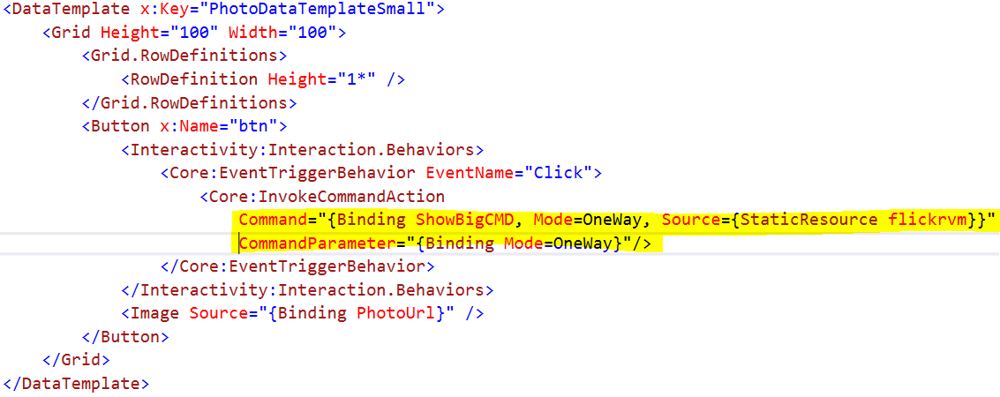 <DataTemplate x:Key="PhotoDataTemplateSmall">
    <Grid Height="100" Width="100">
        <Grid.RowDefinitions>
            <RowDefinition Height="1*" />
        </Grid.RowDefinitions>
        <Button x:Name="btn">
            <Interactivity:Interaction.Behaviors>
                <Core:EventTriggerBehavior EventName="Click">
                    <Core:InvokeCommandAction
                        Command="{Binding ShowBigCMD, Mode=OneWay, Source={StaticResource flickrvm}}"
                        CommandParameter="{Binding Mode=OneWay}"/>
                </Core:EventTriggerBehavior>
            </Interactivity:Interaction.Behaviors>
            <Image Source="{Binding PhotoUrl}" />
        </Button>
    </Grid>
</DataTemplate>